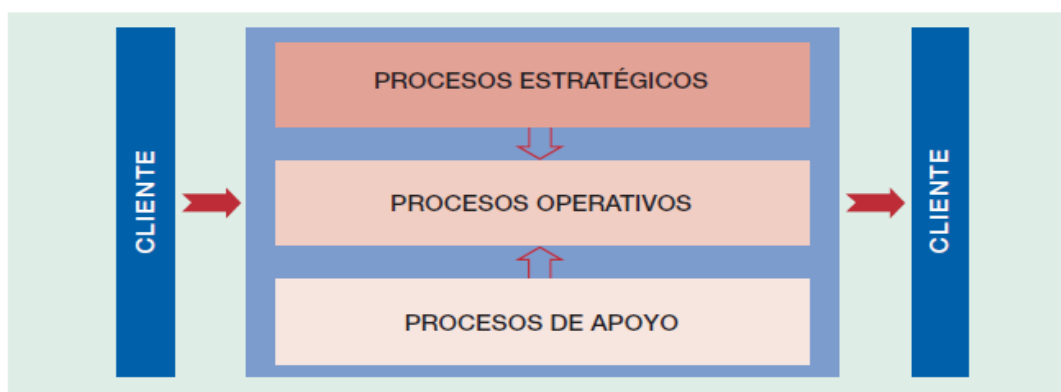 CLIENTE
PROCESOS ESTRATÉGICOS
PROCESOS OPERATIVOS
PROCESOS DE APOYO
CLIENTE